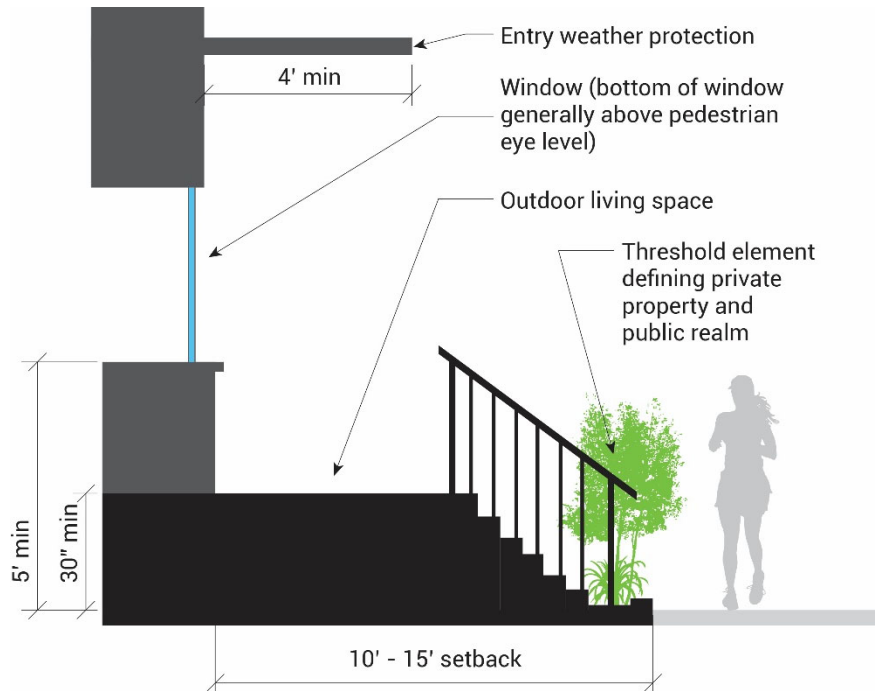 Entry weather protection
4' min
Window (bottom of window
generally above pedestrian
eye level)
Outdoor living space
Threshold element
defining private
property and
public realm
5' min
30" min
10' - 15' setback